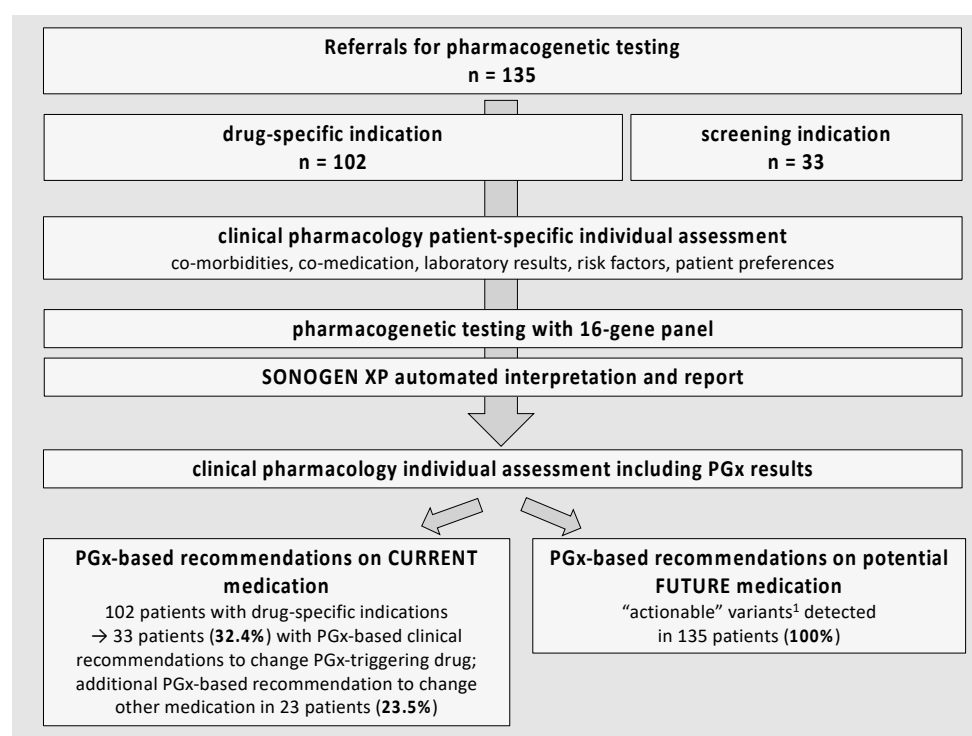 Referrals for pharmacogenetic testing
n = 135
drug-specific indication
n = 102
screening indication
n = 33
clinical pharmacology patient-specific individual assessment
co-morbidities, co-medication, laboratory results, risk factors, patient preferences
pharmacogenetic testing with 16-gene panel
SONOGEN XP automated interpretation and report
clinical pharmacology individual assessment including PGx results
PGx-based recommendations on CURRENT
medication
102 patients with drug-specific indications
→ 33 patients (32.4%) with PGx-based clinical
recommendations to change PGx-triggering drug;
additional PGx-based recommendation to change
other medication in 23 patients (23.5%)
PGx-based recommendations on potential
FUTURE medication
“actionable” variants¹ detected
in 135 patients (100%)